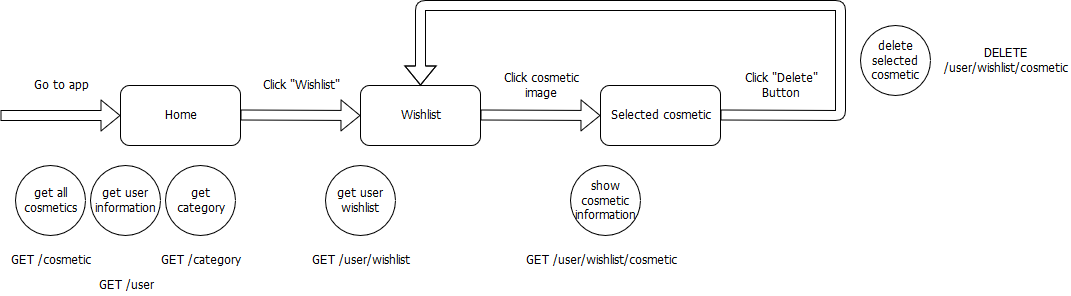 Go to app
Home
Click "Wishlist"
Wishlist
Click cosmetic
image
Selected cosmetic
Click "Delete"
Button
delete
selected
cosmetic
DELETE
/user/wishlist/cosmetic
get all
cosmetics
get user
information
get
category
get user
wishlist
show
cosmetic
information
GET /cosmetic
GET /user
GET /category
GET /user/wishlist
GET /user/wishlist/cosmetic